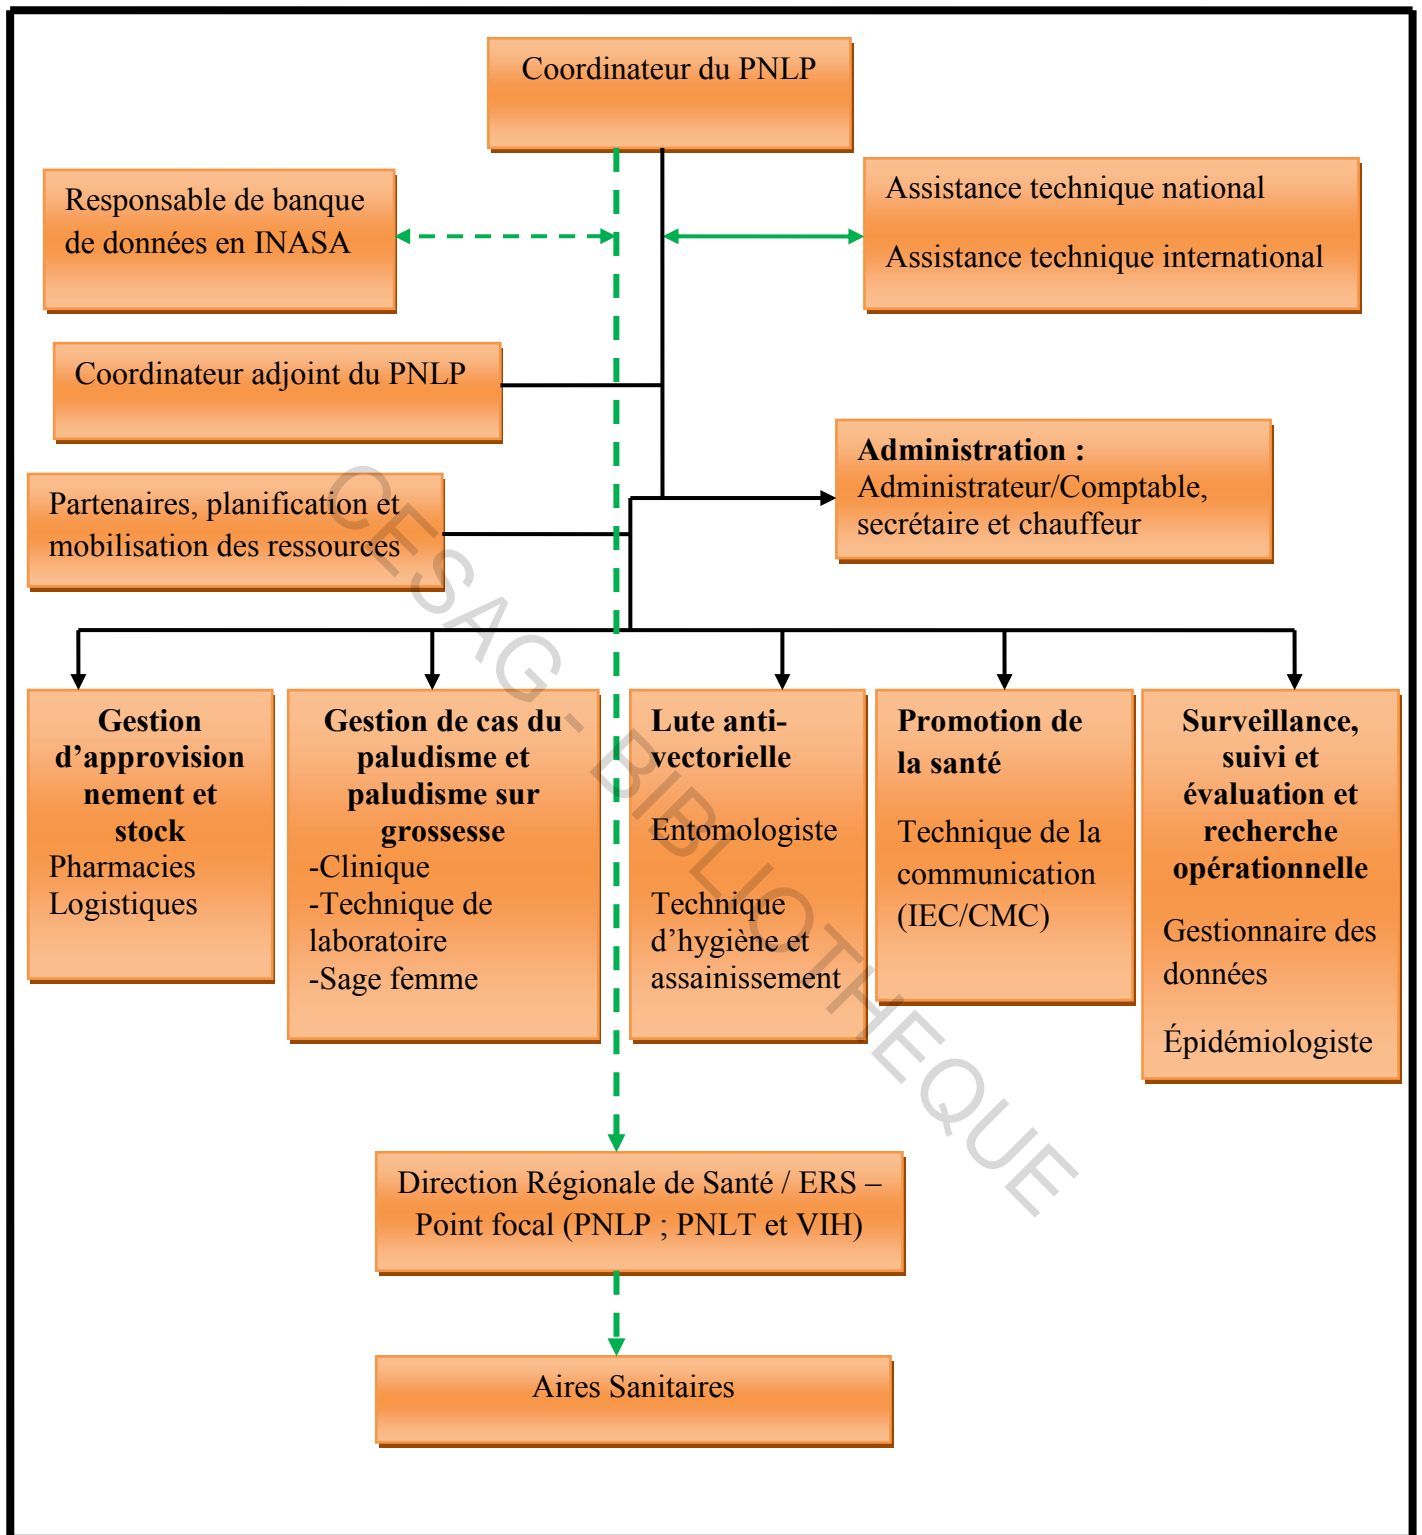 Coordinateur du PNLP
Responsable de banque
de données en INASA
Assistance technique national
Assistance technique international
Coordinateur adjoint du PNLP
Administration :
Administrateur/Comptable,
secrétaire et chauffeur
Partenaires, planification et
mobilisation des ressources
Gestion
d’approvision
nement et
stock
Pharmacies
Logistiques
Gestion de cas du
paludisme et
paludisme sur
grossesse
-Clinique
-Technique de
laboratoire
-Sage femme
Lute anti-
vectorielle
Entomologiste
Technique
d’hygiène et
assainissement
Promotion de
la santé
Technique de la
communication
(IEC/CMC)
Surveillance,
suivi et
évaluation et
recherche
opérationnelle
Gestionnaire des
données
Épidémiologiste
Direction Régionale de Santé / ERS –
Point focal (PNLP ; PNLT et VIH)
Aires Sanitaires
CESAG - BIBLIOTHEQUE